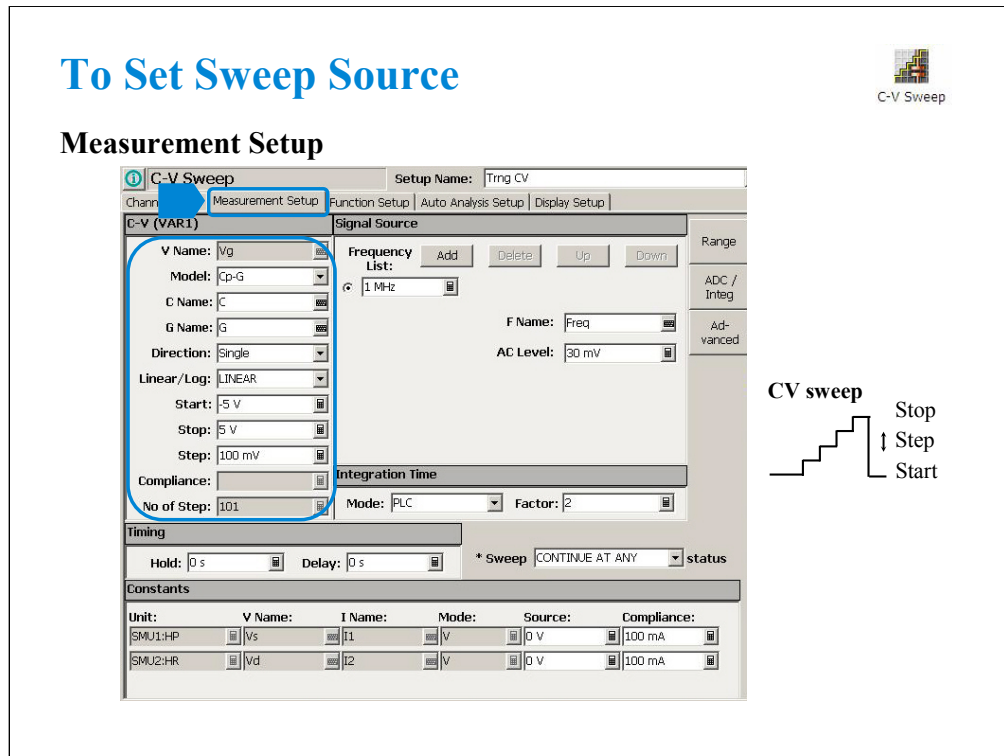 To Set Sweep Source
C-V Sweep
Measurement Setup
C-V Sweep Setup Name: Trng CV
Chann Measurement Setup Function Setup Auto Analysis Setup Display Setup
C-V (VAR1) Signal Source
V Name: Vg
Model: Cp-G
C Name: C
G Name: G
Direction: Single
Linear/Log: LINEAR
Start: -5 V
Stop: 5 V
Step: 100 mV
Compliance:
No of Step: 101
Frequency List: Add Delete Up Down
1 MHz
F Name: Freq
AC Level: 30 mV
Range
ADC / Integ
Ad-vanced
Integration Time
Mode: PLC Factor: 2
Timing
Hold: 0 s Delay: 0 s * Sweep CONTINUE AT ANY status
Constants
Unit: V Name: I Name: Mode: Source: Compliance:
SMU1:HP Vs I1 V 0 V 100 mA
SMU2:HR Vd I2 V 0 V 100 mA
CV sweep
Stop
Step
Start